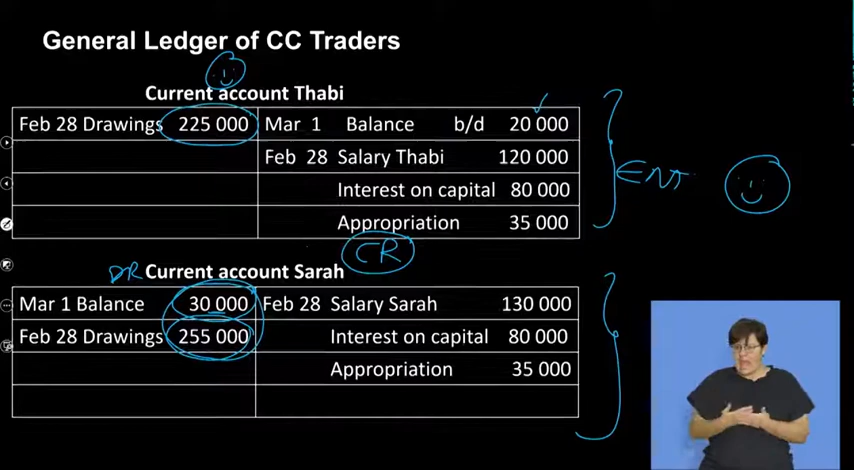 General Ledger of CC Traders
Current account Thabi
Feb 28 Drawings 225 000 Mar 1 Balance b/d 20 000
Feb 28 Salary Thabi 120 000
Interest on capital 80 000
Appropriation 35 000
CR
DR Current account Sarah
Mar 1 Balance 30 000 Feb 28 Salary Sarah 130 000
Feb 28 Drawings 255 000 Interest on capital 80 000
Appropriation 35 000